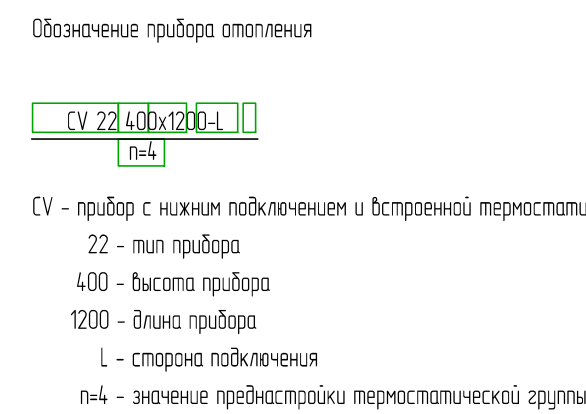 Обозначение прибора отопления
CV 22 400х1200-L
n=4
CV - прибор с нижним подключением и встроенной термостати
22 - тип прибора
400 - высота прибора
1200 - длина прибора
L - сторона подключения
n=4 - значение преднастройки термостатической группы